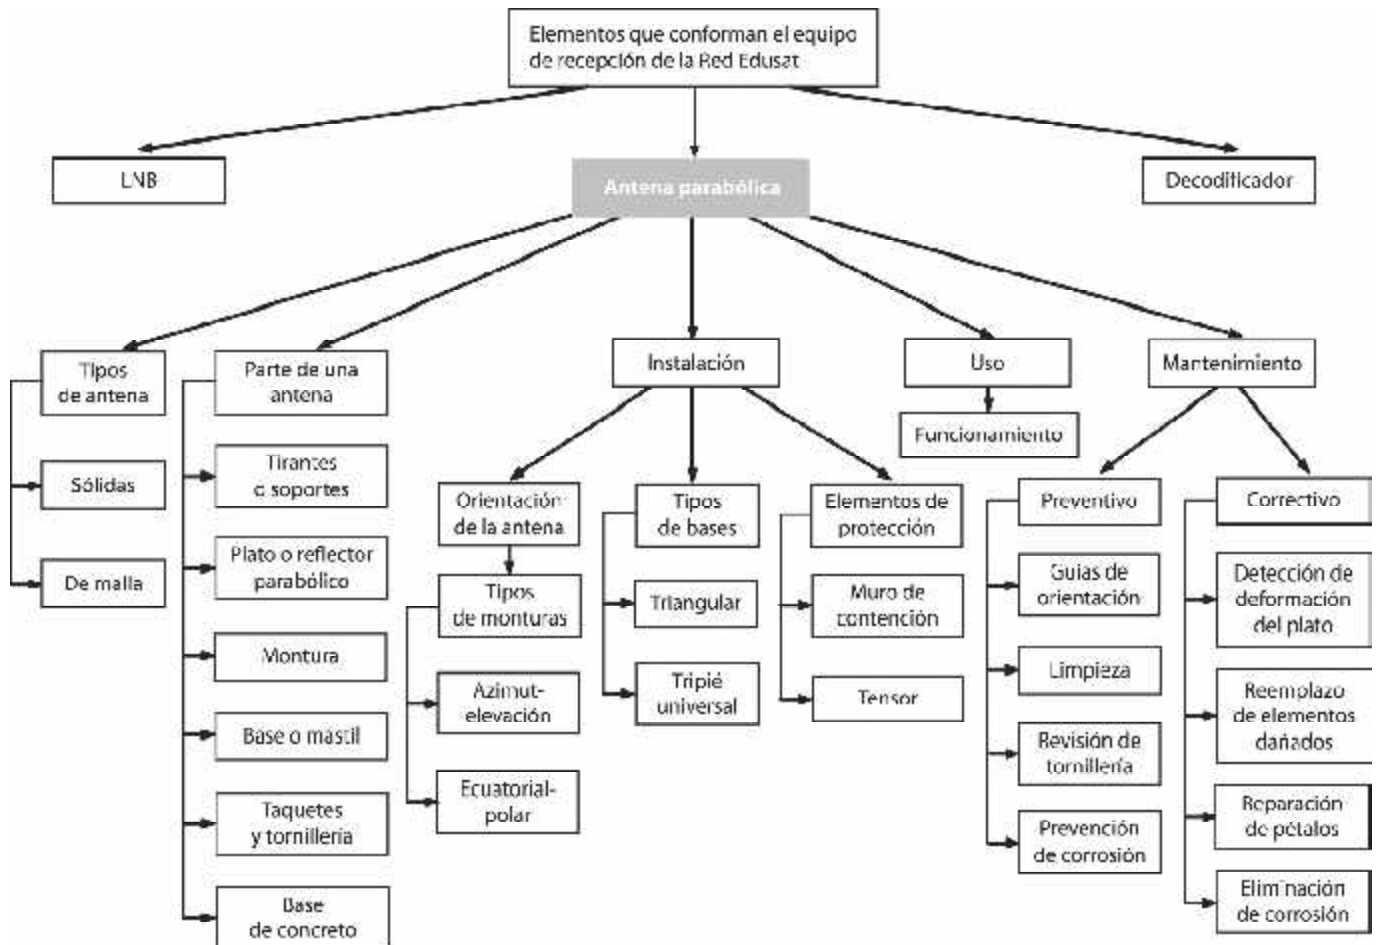 Elementos que conforman el equipo
de recepción de la Red Edusat
LNB
Antena parabólica
Decodificador
Tipos
de antena
Sólidas
De malla
Parte de una
antena
Tirantes
o soportes
Plato o reflector
parabólico
Montura
Base o mástil
Taquetes
y tornillería
Base
de concreto
Instalación
Orientación
de la antena
Tipos
de monturas
Azimut-
elevación
Ecuatorial-
polar
Tipos
de bases
Triangular
Tripié
universal
Elementos de
protección
Muro de
contención
Tensor
Uso
Funcionamiento
Mantenimiento
Preventivo
Guías de
orientación
Limpieza
Revisión de
tornillería
Prevención
de corrosión
Correctivo
Detección de
deformación
del plato
Reemplazo
de elementos
dañados
Reparación
de pétalos
Eliminación
de corrosión